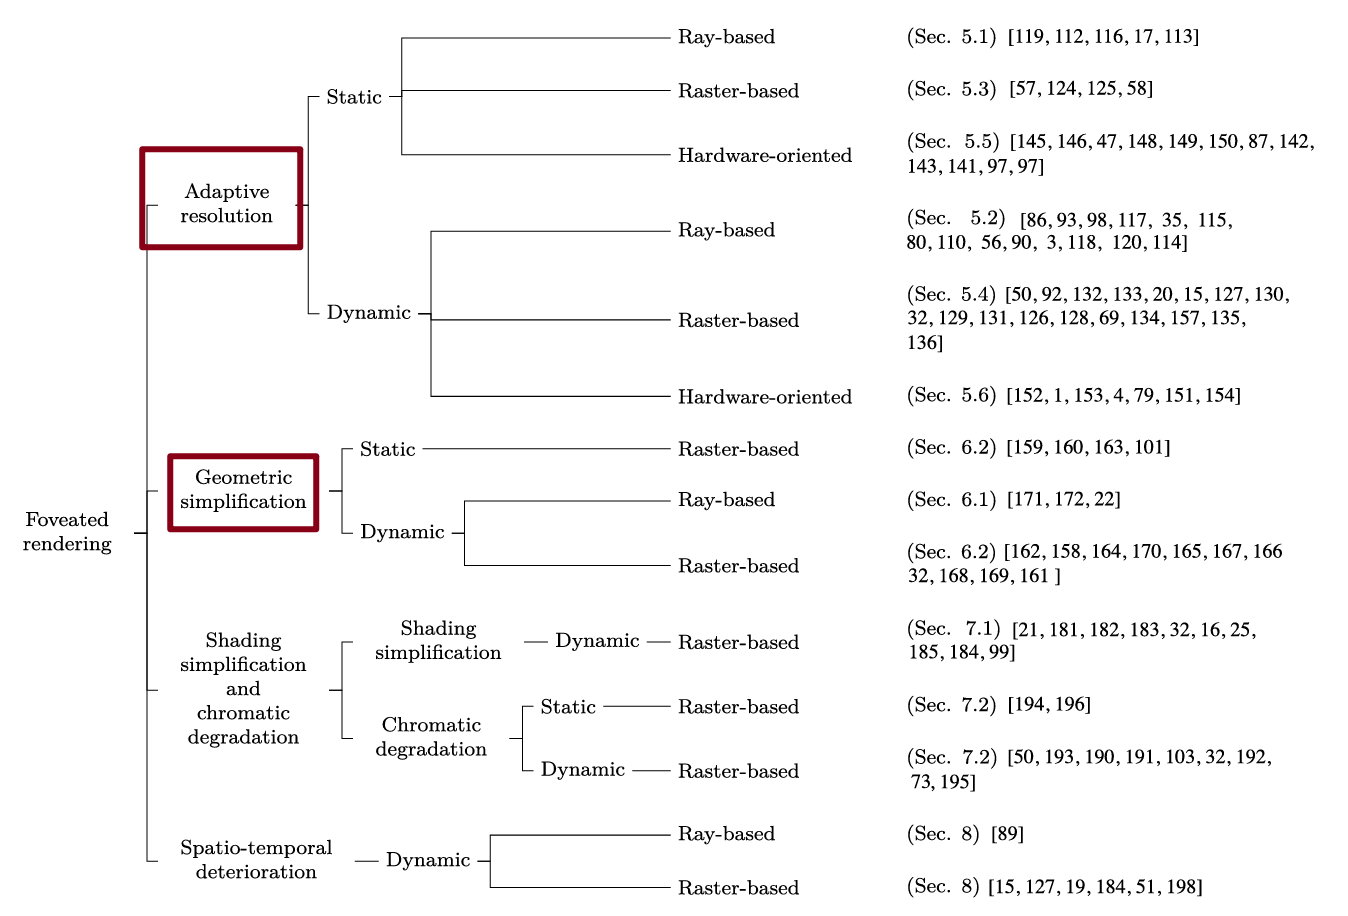 Foveated
rendering
Adaptive
resolution
Static
Ray-based (Sec. 5.1) [119, 112, 116, 17, 113]
Raster-based (Sec. 5.3) [57, 124, 125, 58]
Hardware-oriented (Sec. 5.5) [145, 146, 47, 148, 149, 150, 87, 142,
143, 141, 97, 97]
Dynamic
Ray-based (Sec. 5.2) [86, 93, 98, 117, 35, 115,
80, 110, 56, 90, 3, 118, 120, 114]
Raster-based (Sec. 5.4) [50, 92, 132, 133, 20, 15, 127, 130,
32, 129, 131, 126, 128, 69, 134, 157, 135,
136]
Hardware-oriented (Sec. 5.6) [152, 1, 153, 4, 79, 151, 154]
Geometric
simplification
Static
Raster-based (Sec. 6.2) [159, 160, 163, 101]
Dynamic
Ray-based (Sec. 6.1) [171, 172, 22]
Raster-based (Sec. 6.2) [162, 158, 164, 170, 165, 167, 166
32, 168, 169, 161 ]
Shading
simplification
and
chromatic
degradation
Shading
simplification
Dynamic
Raster-based (Sec. 7.1) [21, 181, 182, 183, 32, 16, 25,
185, 184, 99]
Chromatic
degradation
Static
Raster-based (Sec. 7.2) [194, 196]
Dynamic
Raster-based (Sec. 7.2) [50, 193, 190, 191, 103, 32, 192,
73, 195]
Spatio-temporal
deterioration
Dynamic
Ray-based (Sec. 8) [89]
Raster-based (Sec. 8) [15, 127, 19, 184, 51, 198]